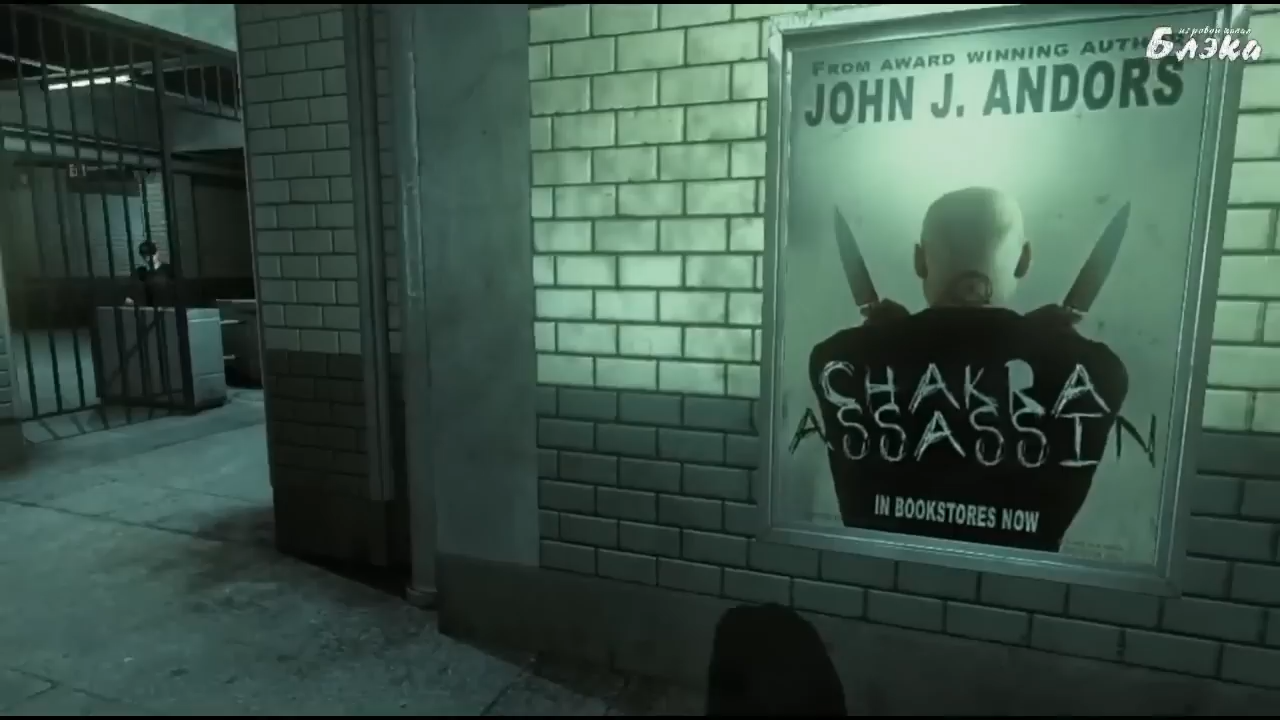 игровой канал
Блэка
FROM AWARD WINNING AUTHOR
JOHN J. ANDORS
CHAKRA
ASSASSIN
IN BOOKSTORES NOW